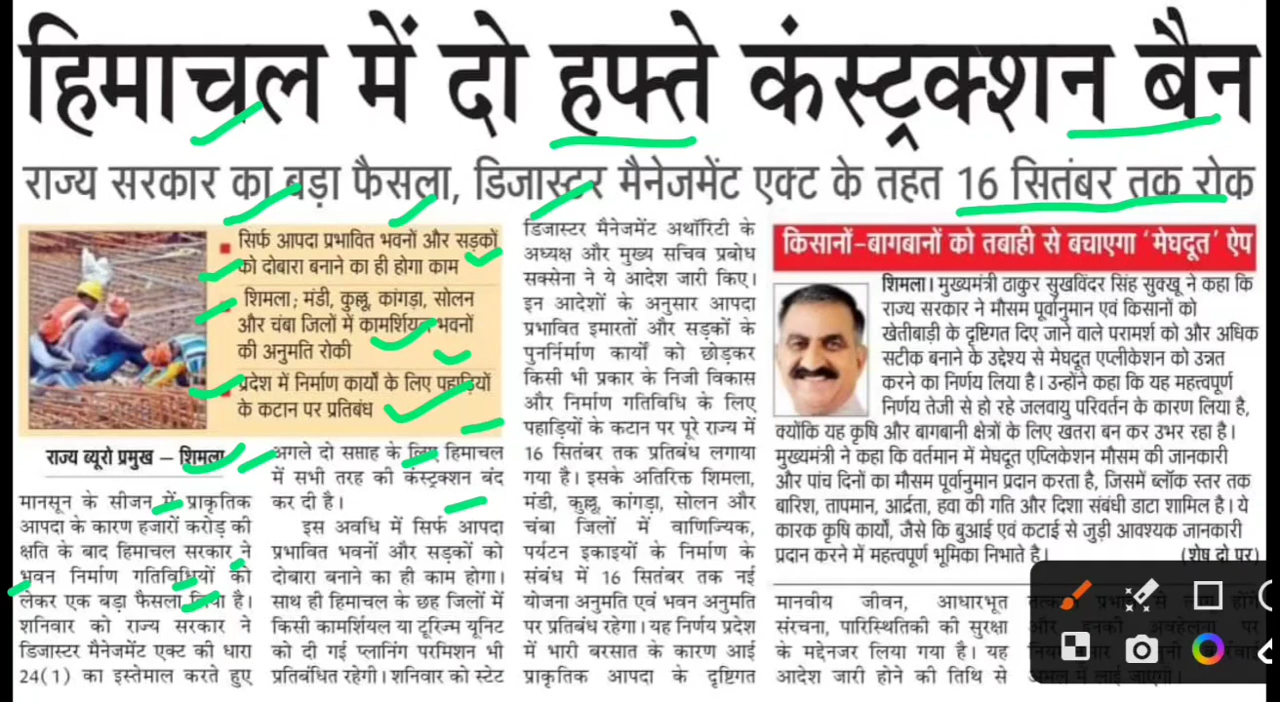 हिमाचल में दो हफ्ते कंस्ट्रक्शन बैन
राज्य सरकार का बड़ा फैसला, डिजास्टर मैनेजमेंट एक्ट के तहत 16 सितंबर तक रोक
सिर्फ आपदा प्रभावित भवनों और सड़कों
को दोबारा बनाने का ही होगा काम
शिमला, मंडी, कुल्लू, कांगड़ा, सोलन
और चंबा जिलों में कामर्शियल भवनों
की अनुमति रोकी
प्रदेश में निर्माण कार्यों के लिए पहाड़ियों
के कटान पर प्रतिबंध
राज्य ब्यूरो प्रमुख – शिमला
मानसून के सीजन में प्राकृतिक
आपदा के कारण हजारों करोड़ की
क्षति के बाद हिमाचल सरकार ने
भवन निर्माण गतिविधियों को
लेकर एक बड़ा फैसला लिया है।
शनिवार को राज्य सरकार ने
डिजास्टर मैनेजमेंट एक्ट की धारा
24(1) का इस्तेमाल करते हुए
अगले दो सप्ताह के लिए हिमाचल
में सभी तरह की कंस्ट्रक्शन बंद
कर दी है।
इस अवधि में सिर्फ आपदा
प्रभावित भवनों और सड़कों को
दोबारा बनाने का ही काम होगा।
साथ ही हिमाचल के छह जिलों में
किसी कामर्शियल या टूरिज्म यूनिट
को दी गई प्लानिंग परमिशन भी
प्रतिबंधित रहेगी। शनिवार को स्टेट
डिजास्टर मैनेजमेंट अथॉरिटी के
अध्यक्ष और मुख्य सचिव प्रबोध
सक्सेना ने ये आदेश जारी किए।
इन आदेशों के अनुसार आपदा
प्रभावित इमारतों और सड़कों के
पुनर्निर्माण कार्यों को छोड़कर
किसी भी प्रकार के निजी विकास
और निर्माण गतिविधि के लिए
पहाड़ियों के कटान पर पूरे राज्य में
16 सितंबर तक प्रतिबंध लगाया
गया है। इसके अतिरिक्त शिमला,
मंडी, कुल्लू, कांगड़ा, सोलन और
चंबा जिलों में वाणिज्यिक,
पर्यटन इकाइयों के निर्माण के
संबंध में 16 सितंबर तक नई
योजना अनुमति एवं भवन अनुमति
पर प्रतिबंध रहेगा। यह निर्णय प्रदेश
में भारी बरसात के कारण आई
प्राकृतिक आपदा के दृष्टिगत
किसानों-बागबानों को तबाही से बचाएगा 'मेघदूत' ऐप
शिमला। मुख्यमंत्री ठाकुर सुखविंदर सिंह सुक्खू ने कहा कि
राज्य सरकार ने मौसम पूर्वानुमान एवं किसानों को
खेतीबाड़ी के दृष्टिगत दिए जाने वाले परामर्श को और अधिक
सटीक बनाने के उद्देश्य से मेघदूत एप्लीकेशन को उन्नत
करने का निर्णय लिया है। उन्होंने कहा कि यह महत्त्वपूर्ण
निर्णय तेजी से हो रहे जलवायु परिवर्तन के कारण लिया है,
क्योंकि यह कृषि और बागबानी क्षेत्रों के लिए खतरा बन कर उभर रहा है।
मुख्यमंत्री ने कहा कि वर्तमान में मेघदूत एप्लिकेशन मौसम की जानकारी
और पांच दिनों का मौसम पूर्वानुमान प्रदान करता है, जिसमें ब्लॉक स्तर तक
बारिश, तापमान, आर्द्रता, हवा की गति और दिशा संबंधी डाटा शामिल है। ये
कारक कृषि कार्यों, जैसे कि बुआई एवं कटाई से जुड़ी आवश्यक जानकारी
प्रदान करने में महत्त्वपूर्ण भूमिका निभाते है। (शेष दो पर)
मानवीय जीवन, आधारभूत
संरचना, पारिस्थितिकी की सुरक्षा
के मद्देनजर लिया गया है। यह
आदेश जारी होने की तिथि से